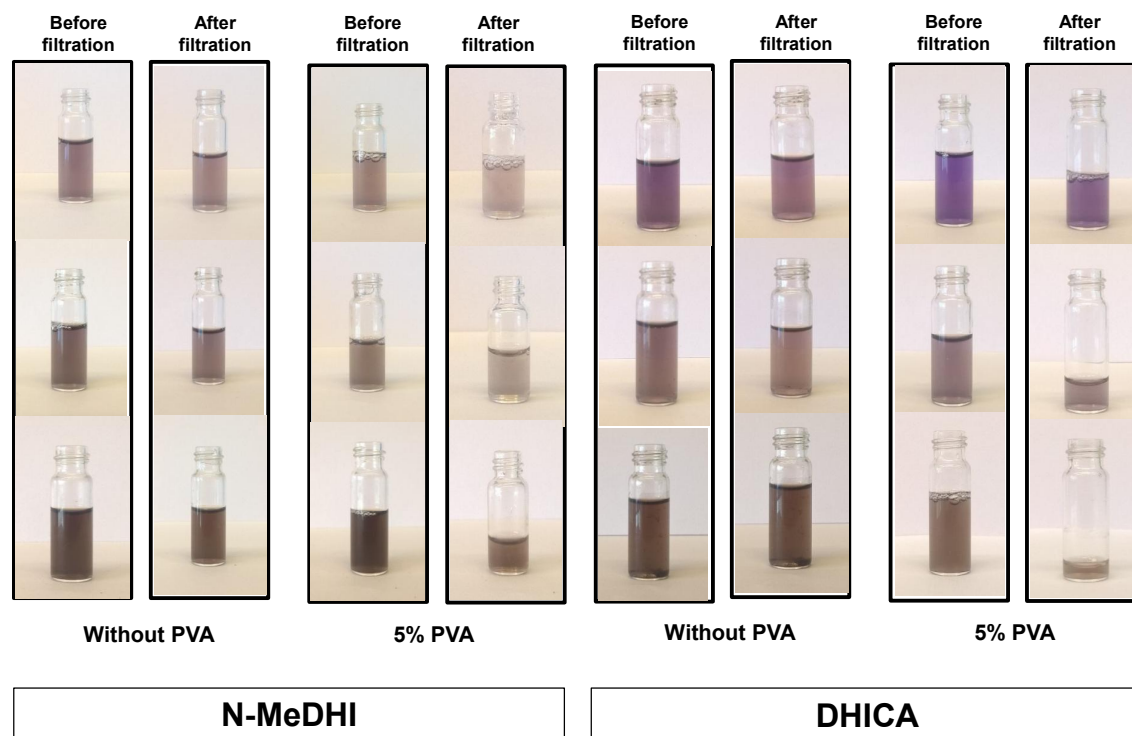 Before filtration
After filtration
Before filtration
After filtration
Before filtration
After filtration
Before filtration
After filtration
Without PVA
5% PVA
Without PVA
5% PVA
N-MeDHI
DHICA